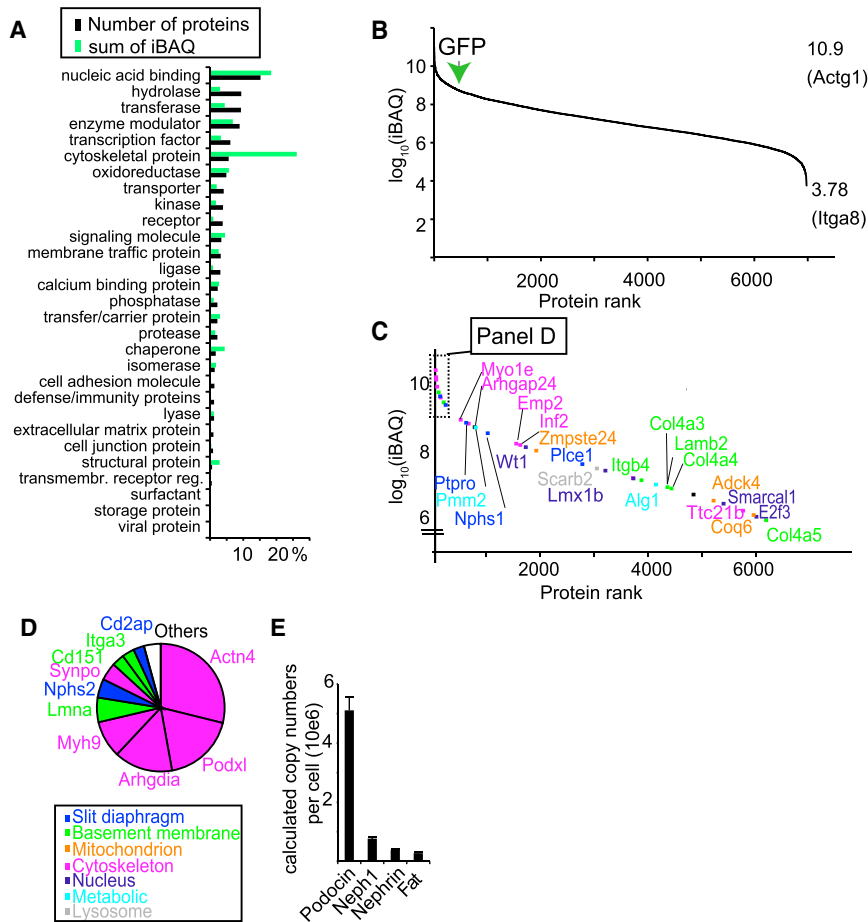 A
Number of proteins
sum of iBAQ
nucleic acid binding
hydrolase
transferase
enzyme modulator
transcription factor
cytoskeletal protein
oxidoreductase
transporter
kinase
receptor
signaling molecule
membrane traffic protein
ligase
calcium binding protein
phosphatase
transfer/carrier protein
protease
chaperone
isomerase
cell adhesion molecule
defense/immunity proteins
lyase
extracellular matrix protein
cell junction protein
structural protein
transmembr. receptor reg.
surfactant
storage protein
viral protein
10 20 %
B
GFP
10.9
(Actg1)
3.78
(Itga8)
log10(iBAQ)
10
8
6
4
2
2000 4000 6000
Protein rank
C
Panel D
log10(iBAQ)
10
8
6
Myo1e
Arhgap24
Emp2
Inf2
Zmpste24
Plce1
Wt1
Ptpro
Pmm2
Nphs1
Scarb2
Lmx1b
Itgb4
Alg1
Col4a3
Lamb2
Col4a4
Adck4
Smarcal1
Ttc21b
E2f3
Coq6
Col4a5
2000 4000 6000
Protein rank
D
Cd2ap
Others
Itga3
Cd151
Synpo
Nphs2
Lmna
Myh9
Arhgdia
Podxl
Actn4
Slit diaphragm
Basement membrane
Mitochondrion
Cytoskeleton
Nucleus
Metabolic
Lysosome
E
calculated copy numbers
per cell (10e6)
6
4
2
0
Podocin
Neph1
Nephrin
Fat